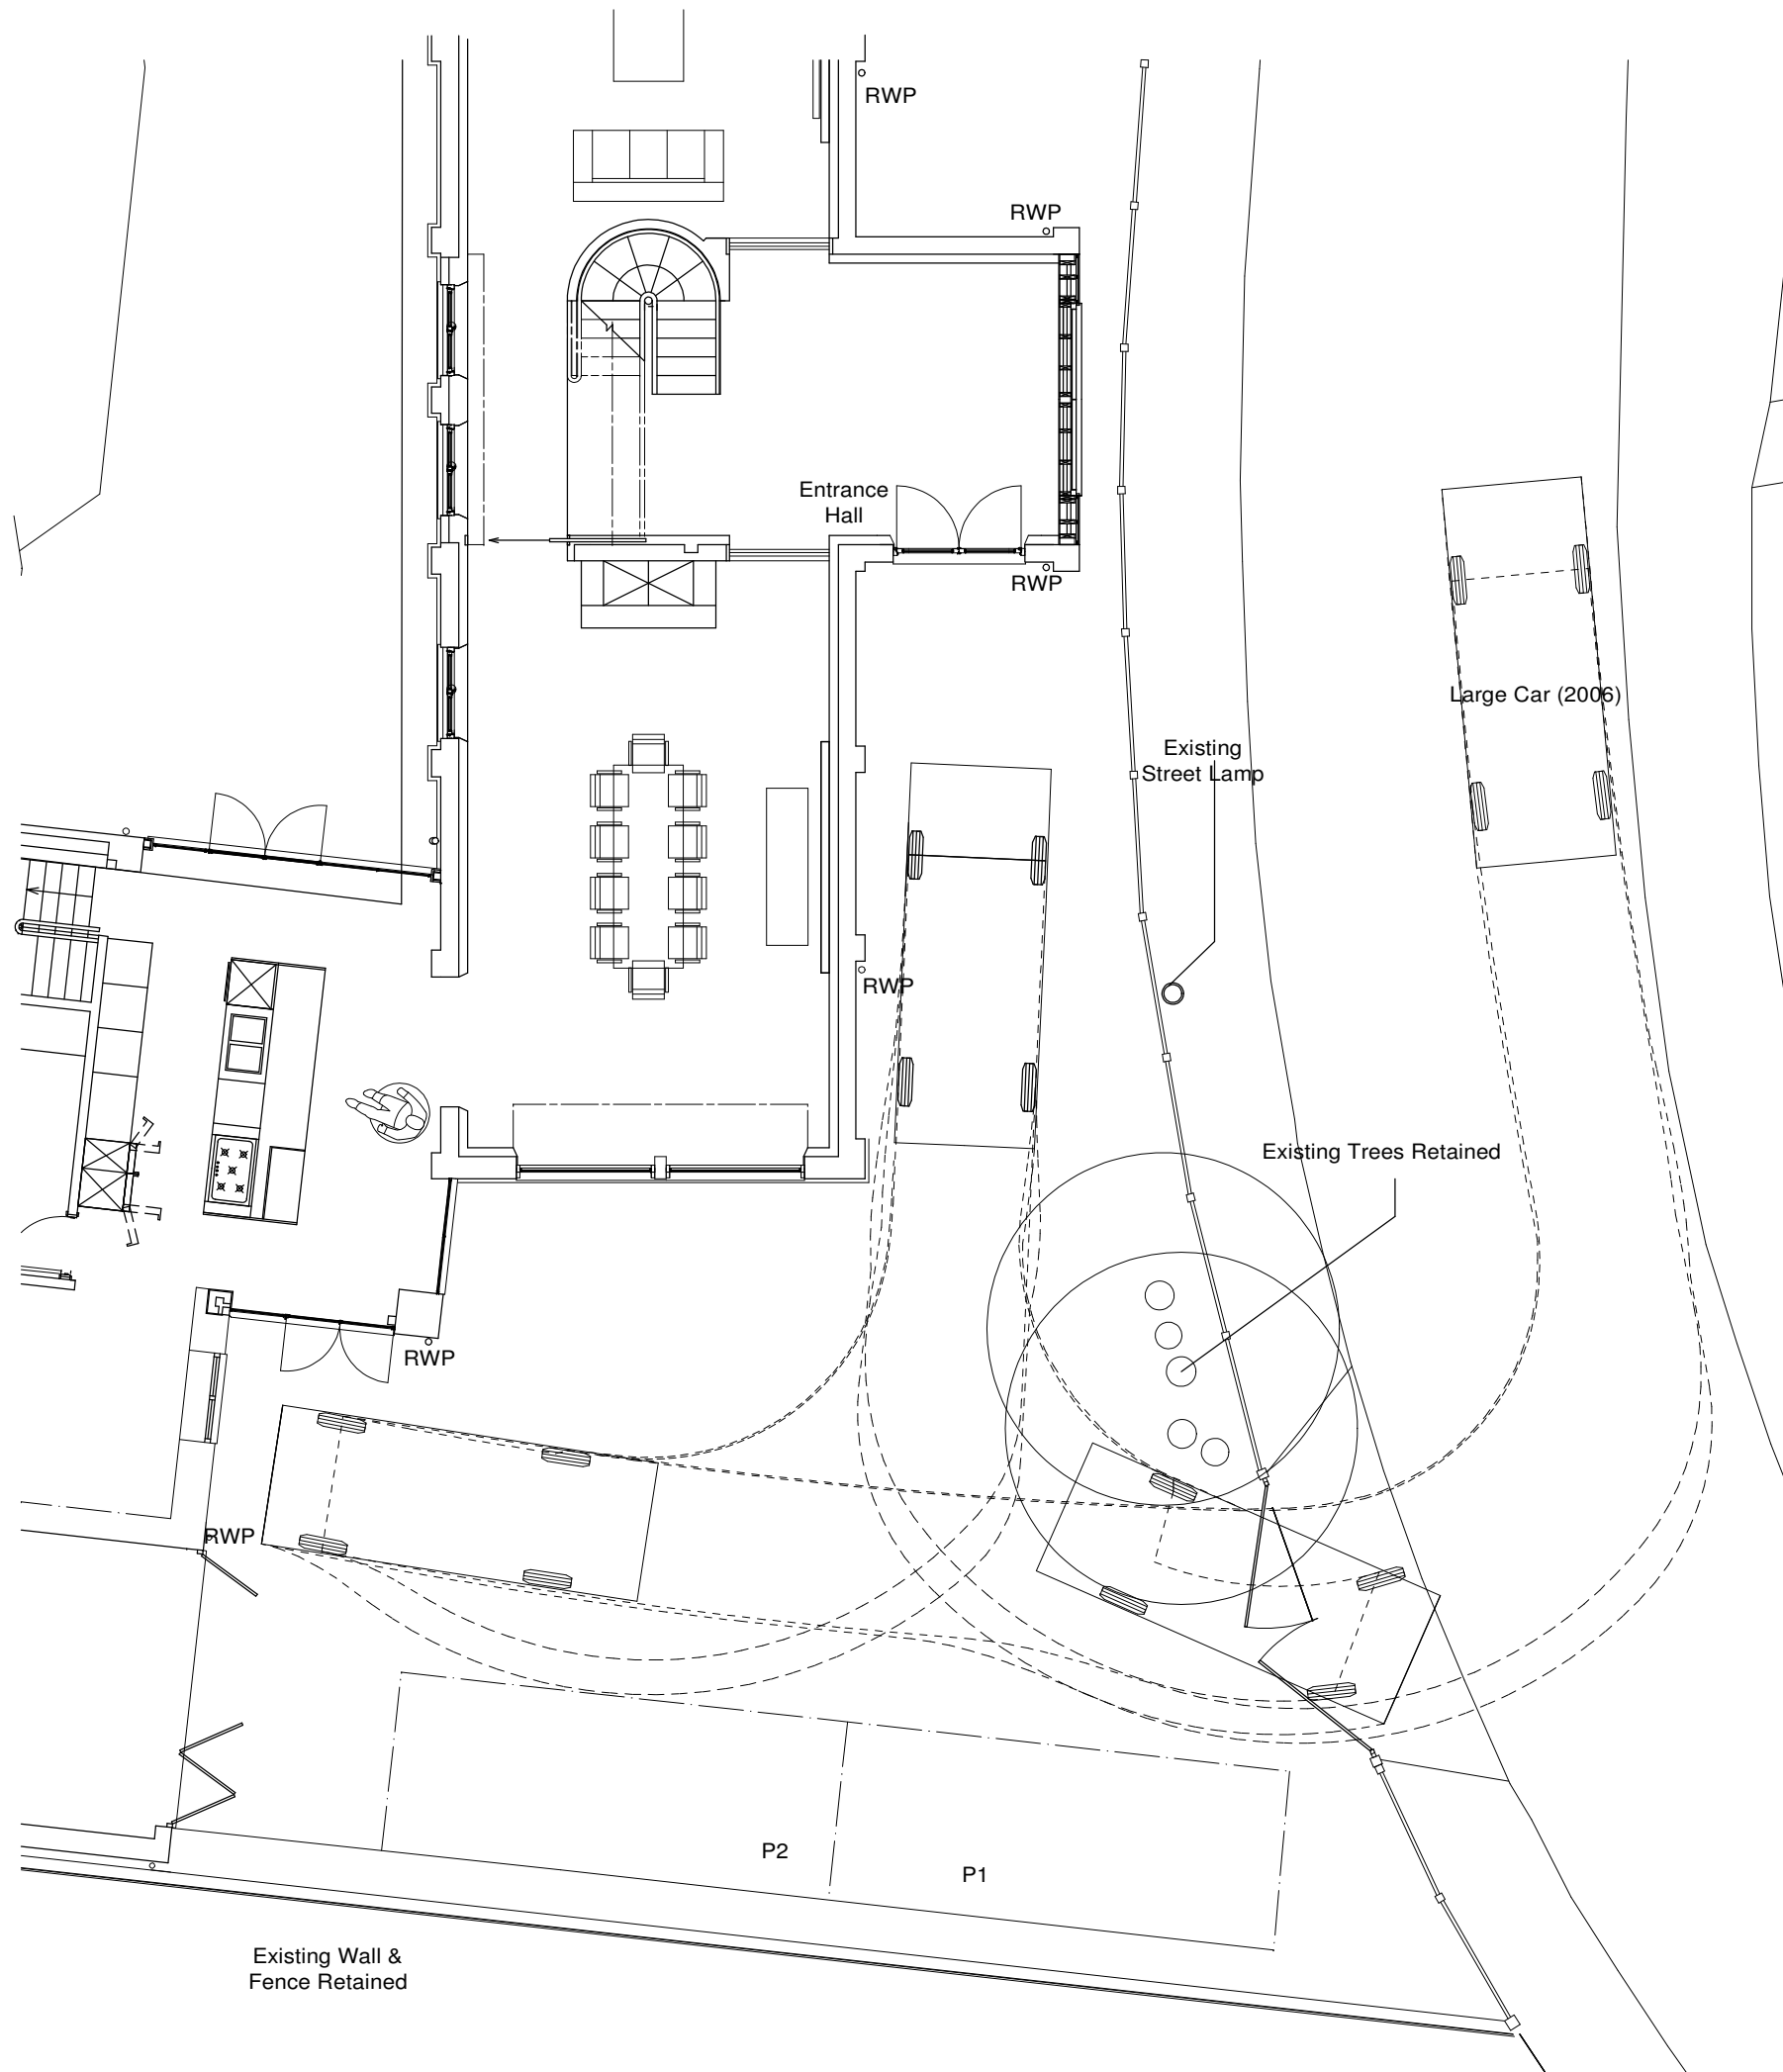 RWP
RWP
Entrance
Hall
RWP
Large Car (2006)
Existing
Street Lamp
RWP
Existing Trees Retained
RWP
RWP
P2
P1
Existing Wall &
Fence Retained